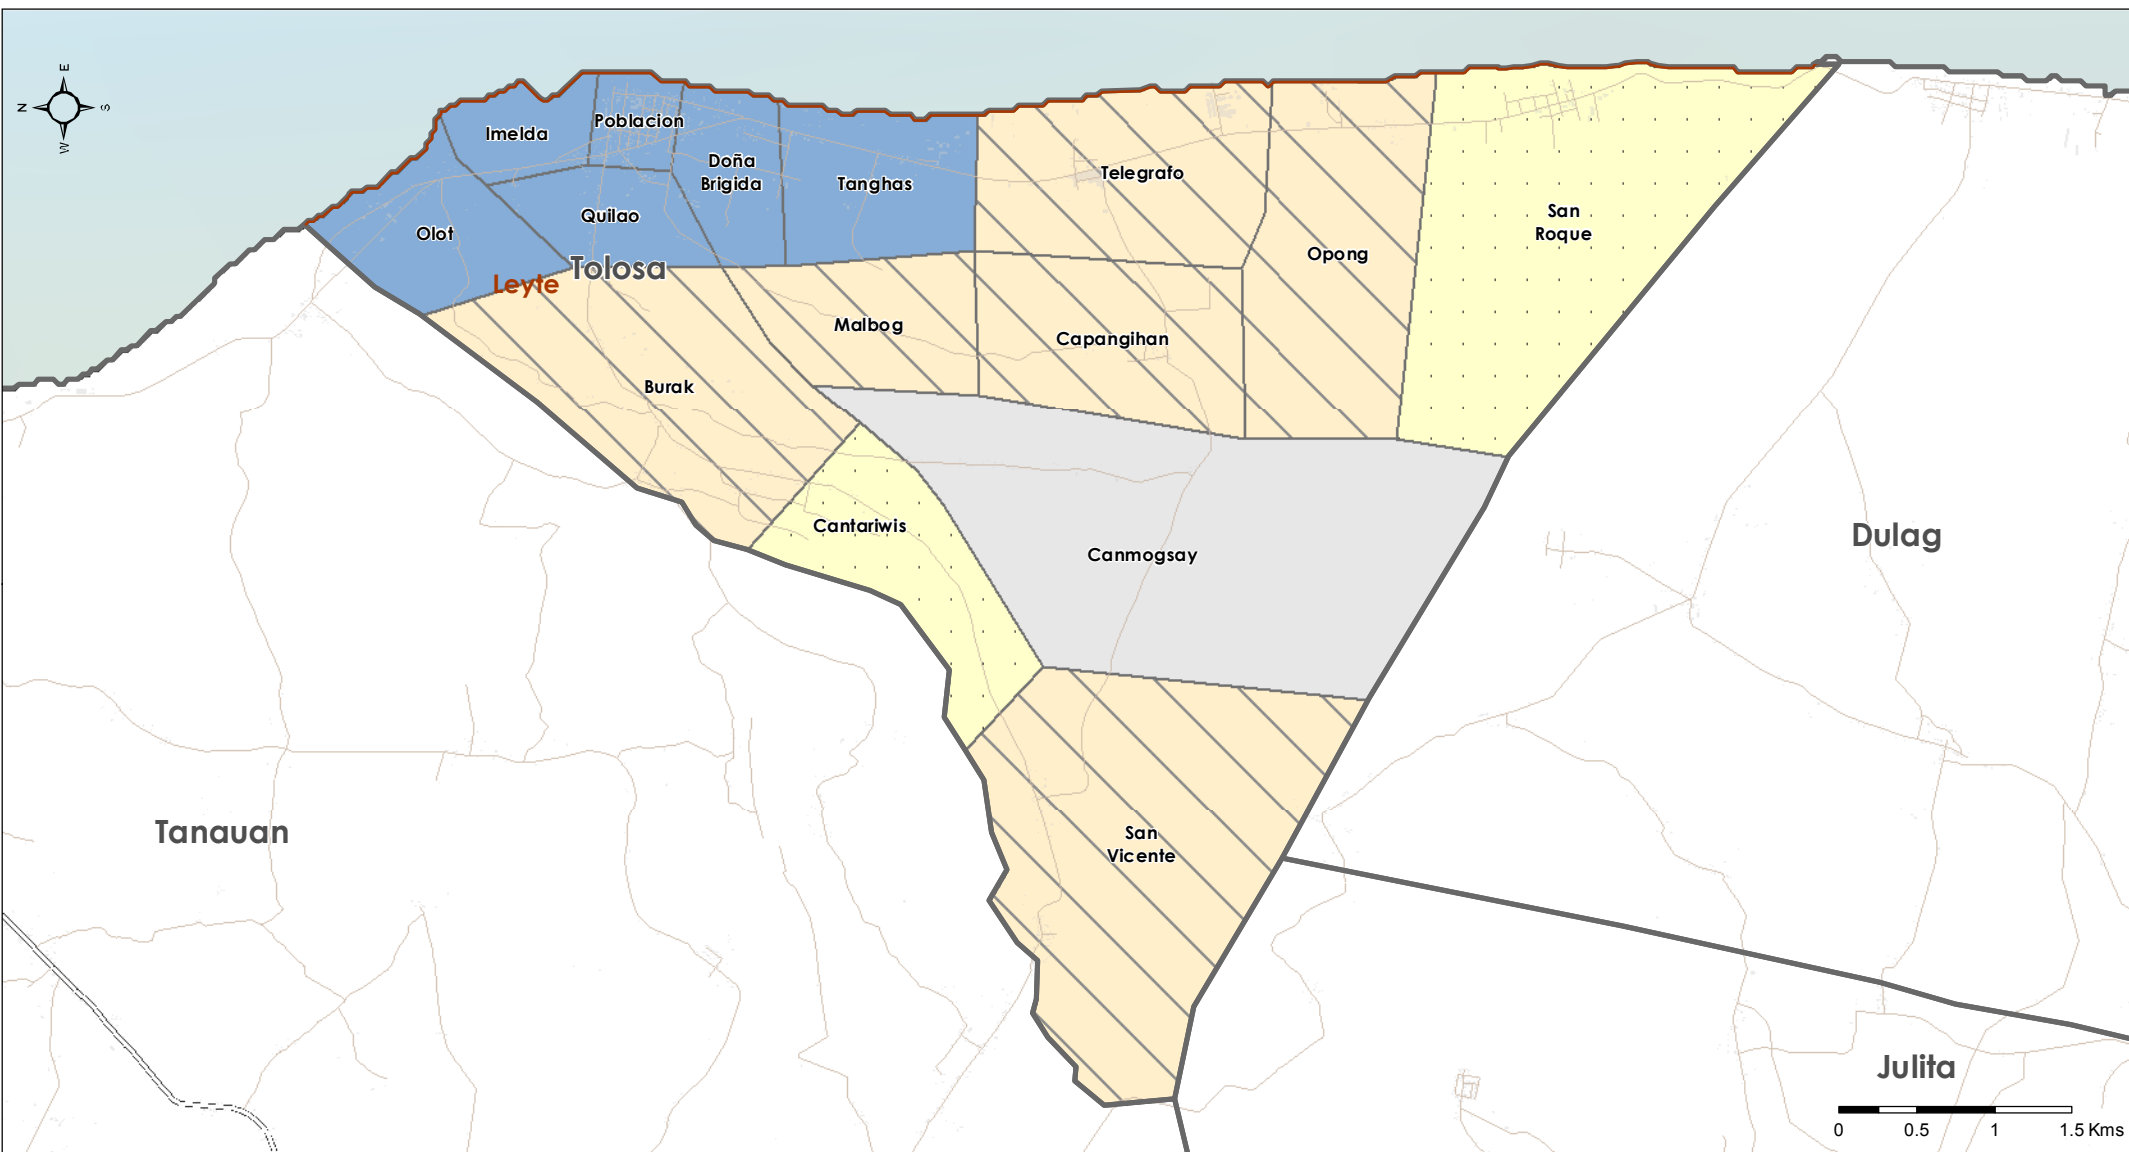 E
N
S
W
Imelda
Poblacion
Doña
Brigida
Tanghas
Telegrafo
San
Roque
Quilao
Olot
Opong
Tolosa
Leyte
Malbog
Capangihan
Burak
Cantariwis
Canmogsay
Dulag
Tanauan
San
Vicente
Julita
0 0.5 1 1.5 Kms